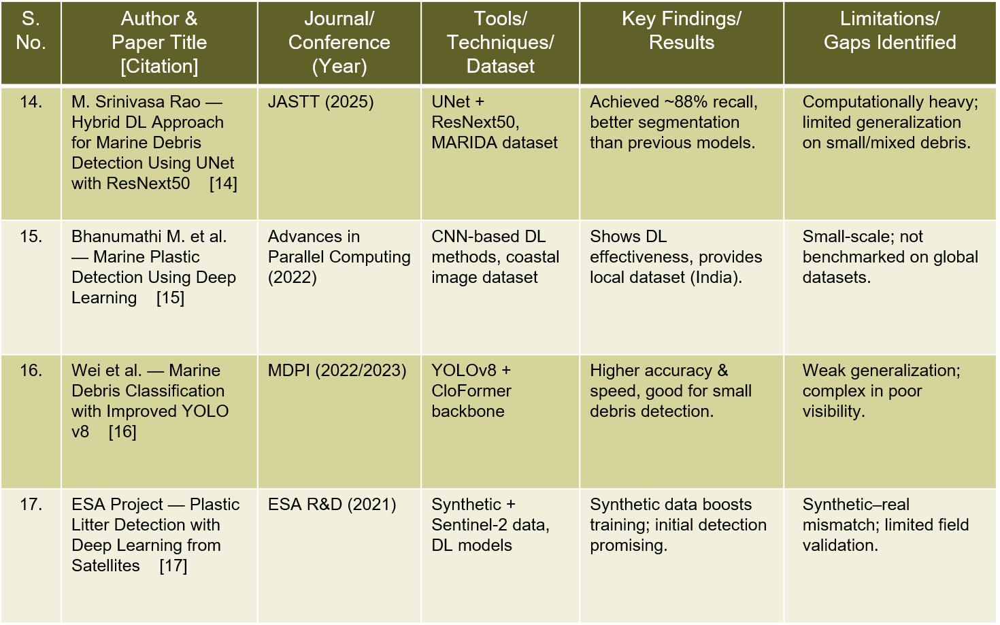 S.
No.
Author &
Paper Title
[Citation]
Journal/
Conference
(Year)
Tools/
Techniques/
Dataset
Key Findings/
Results
Limitations/
Gaps Identified
14.
M. Srinivasa Rao —
Hybrid DL Approach
for Marine Debris
Detection Using UNet
with ResNext50 [14]
JASTT (2025)
UNet +
ResNext50,
MARIDA dataset
Achieved ~88% recall,
better segmentation
than previous models.
Computationally heavy;
limited generalization
on small/mixed debris.
15.
Bhanumathi M. et al.
— Marine Plastic
Detection Using Deep
Learning [15]
Advances in
Parallel Computing
(2022)
CNN-based DL
methods, coastal
image dataset
Shows DL
effectiveness, provides
local dataset (India).
Small-scale; not
benchmarked on global
datasets.
16.
Wei et al. — Marine
Debris Classification
with Improved YOLO
v8 [16]
MDPI (2022/2023)
YOLOv8 +
CloFormer
backbone
Higher accuracy &
speed, good for small
debris detection.
Weak generalization;
complex in poor
visibility.
17.
ESA Project — Plastic
Litter Detection with
Deep Learning from
Satellites [17]
ESA R&D (2021)
Synthetic +
Sentinel-2 data,
DL models
Synthetic data boosts
training; initial detection
promising.
Synthetic–real
mismatch; limited field
validation.